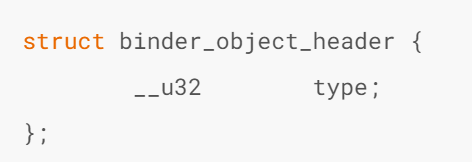 struct binder_object_header {
        __u32        type;
};